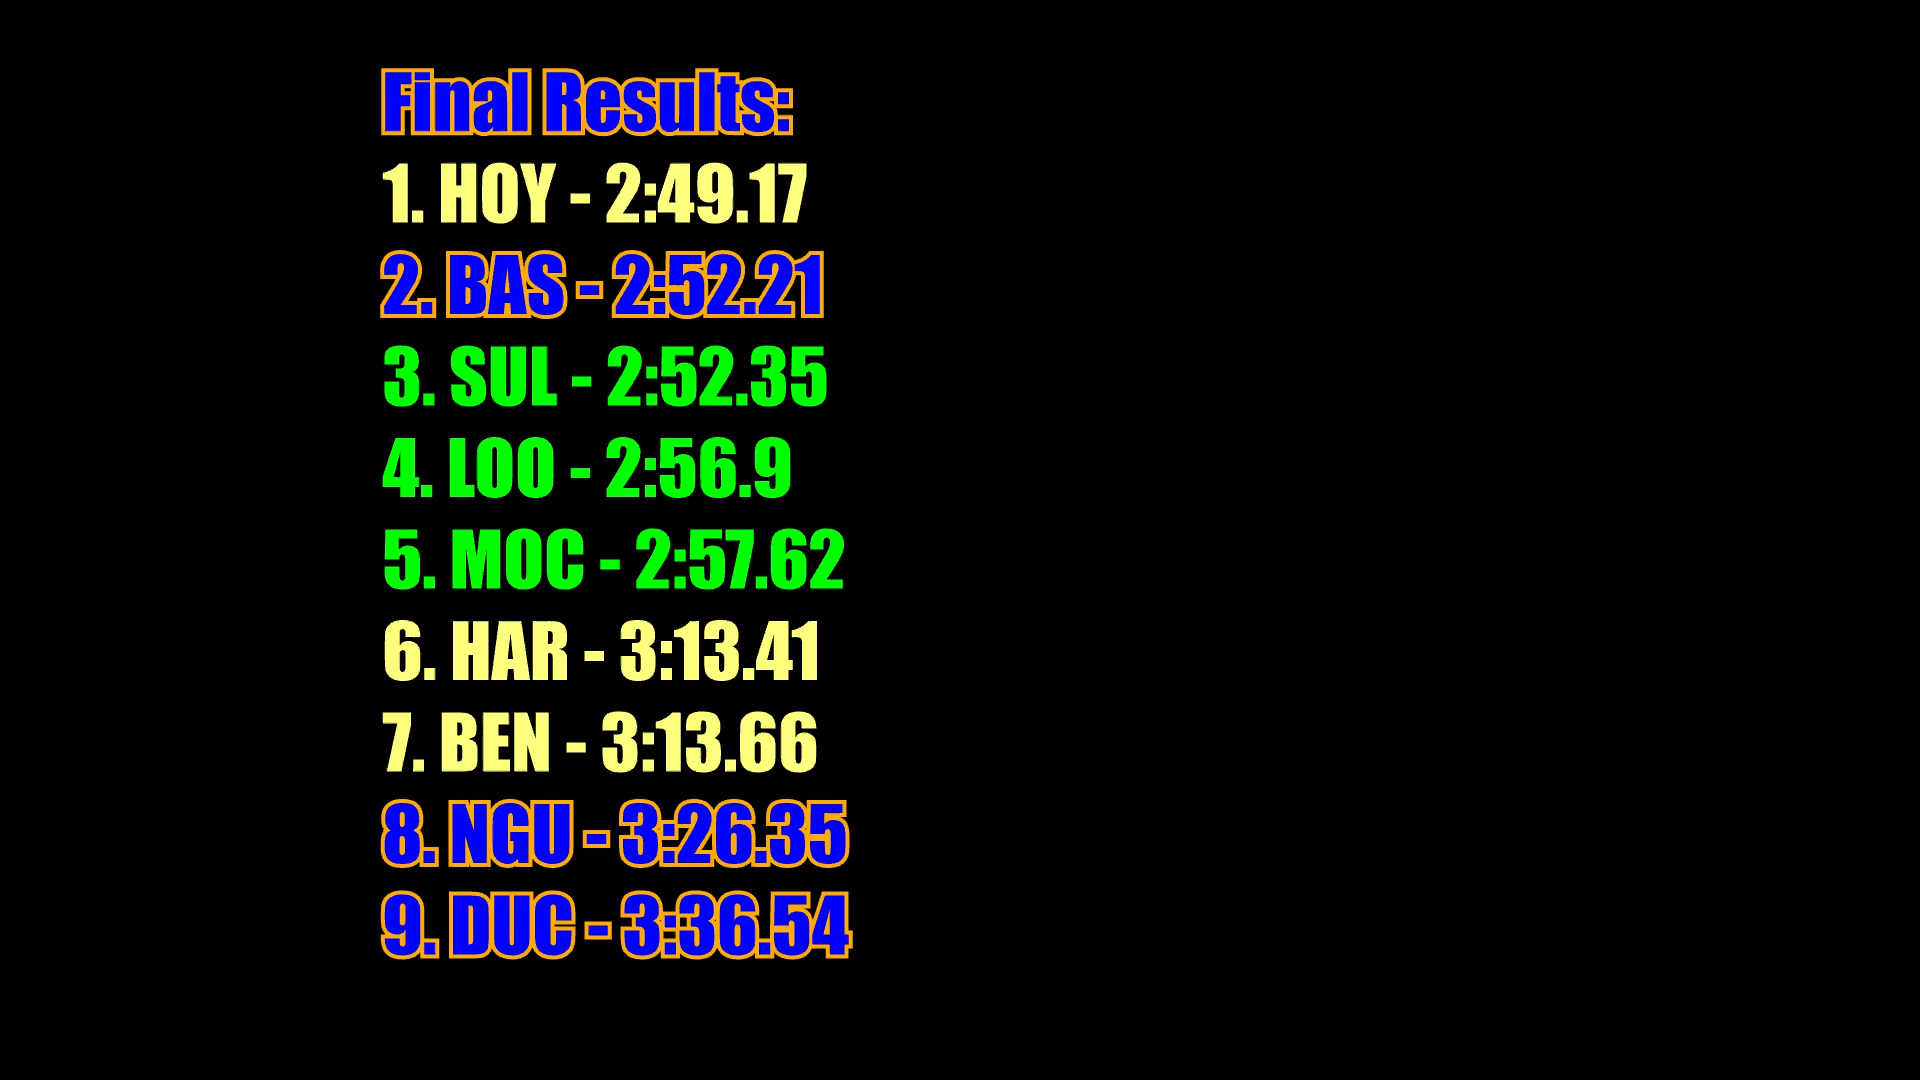 Final Results:
1. HOY - 2:49.17
2. BAS - 2:52.21
3. SUL - 2:52.35
4. LOO - 2:56.9
5. MOC - 2:57.62
6. HAR - 3:13.41
7. BEN - 3:13.66
8. NGU - 3:26.35
9. DUC - 3:36.54